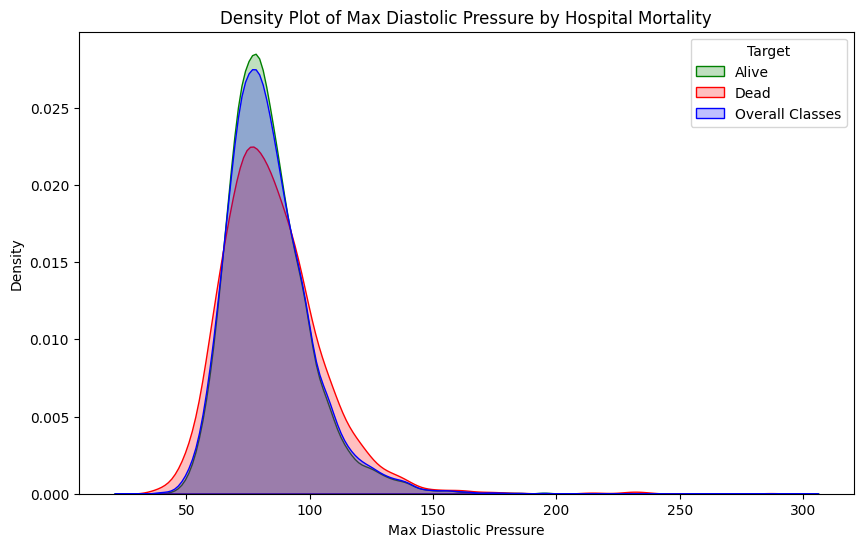 Density Plot of Max Diastolic Pressure by Hospital Mortality
Target
Alive
Dead
Overall Classes
Density
0.025
0.020
0.015
0.010
0.005
0.000
50
100
150
200
250
300
Max Diastolic Pressure